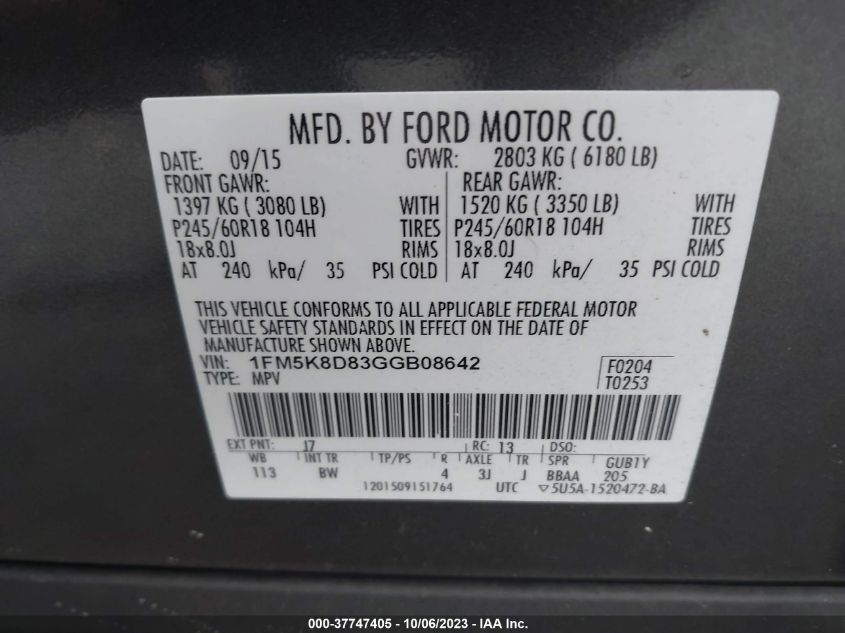 MFD. BY FORD MOTOR CO.
DATE: 09/15 GVWR: 2803 KG ( 6180 LB)
FRONT GAWR: REAR GAWR:
1397 KG ( 3080 LB) WITH 1520 KG ( 3350 LB) WITH
P245/60R18 104H TIRES P245/60R18 104H TIRES
18x8.0J RIMS 18x8.0J RIMS
AT 240 kPa/ 35 PSI COLD AT 240 kPa/ 35 PSI COLD
THIS VEHICLE CONFORMS TO ALL APPLICABLE FEDERAL MOTOR
VEHICLE SAFETY STANDARDS IN EFFECT ON THE DATE OF
MANUFACTURE SHOWN ABOVE.
VIN: 1FM5K8D83GGB08642 F0204
TYPE: MPV T0253
EXT PNT: J7 RC: 13 DSO:
WB INT TR TP/PS R AXLE TR SPR GUB1Y
113 BW 4 3J J BBAA 205
1201509151764 UTC ▽5U5A-1520472-BA
000-37747405 - 10/06/2023 - IAA Inc.